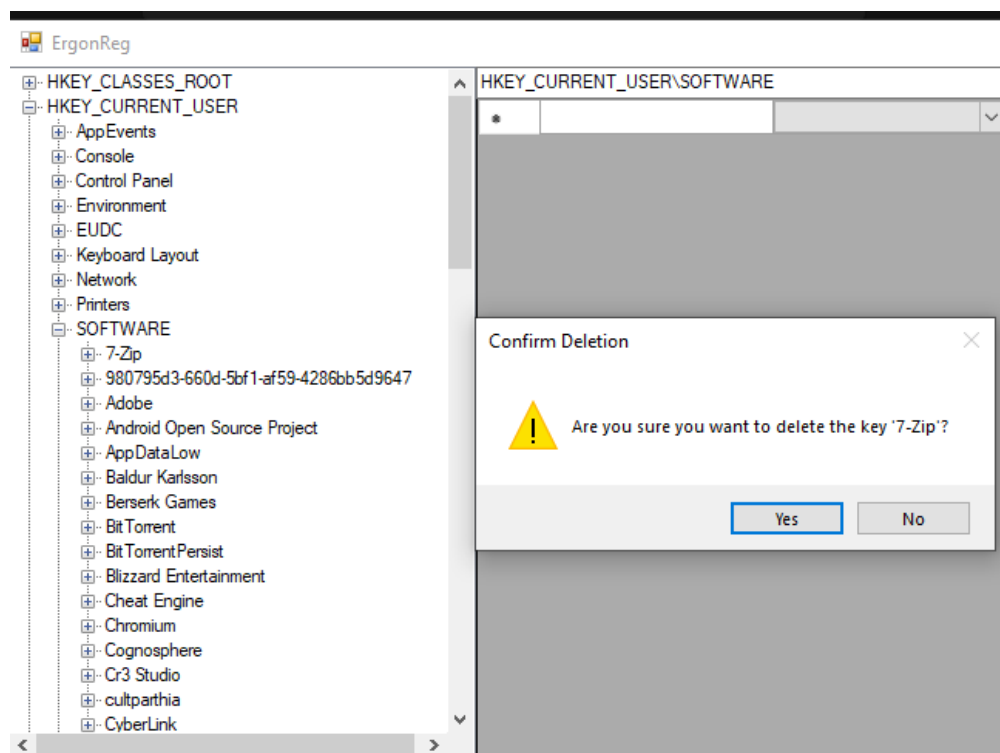 ErgonReg
HKEY_CLASSES_ROOT
HKEY_CURRENT_USER
AppEvents
Console
Control Panel
Environment
EUDC
Keyboard Layout
Network
Printers
SOFTWARE
7-Zip
980795d3-660d-5bf1-af59-4286bb5d9647
Adobe
Android Open Source Project
AppDataLow
Baldur Karlsson
Berserk Games
BitTorrent
BitTorrentPersist
Blizzard Entertainment
Cheat Engine
Chromium
Cognosphere
Cr3 Studio
cultparthia
CyberLink
HKEY_CURRENT_USER\SOFTWARE
Confirm Deletion
Are you sure you want to delete the key '7-Zip'?
Yes No